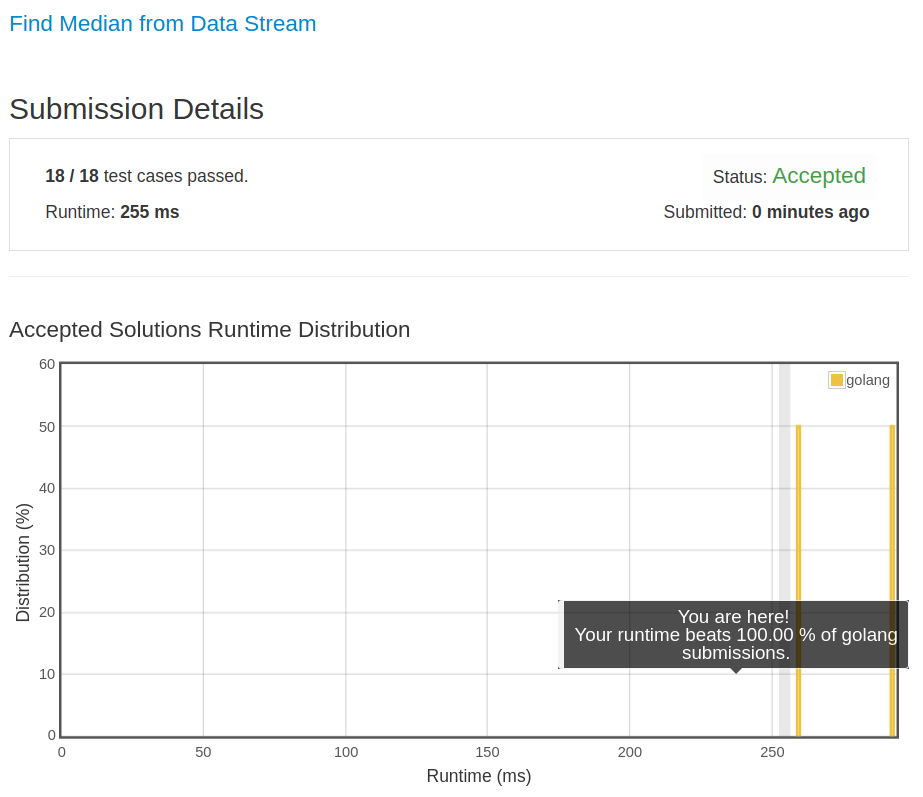 Find Median from Data Stream
Submission Details
18 / 18 test cases passed.
Status: Accepted
Runtime: 255 ms
Submitted: 0 minutes ago
Accepted Solutions Runtime Distribution
60
50
40
30
20
10
0
Distribution (%)
golang
You are here!
Your runtime beats 100.00 % of golang
submissions.
0 50 100 150 200 250
Runtime (ms)